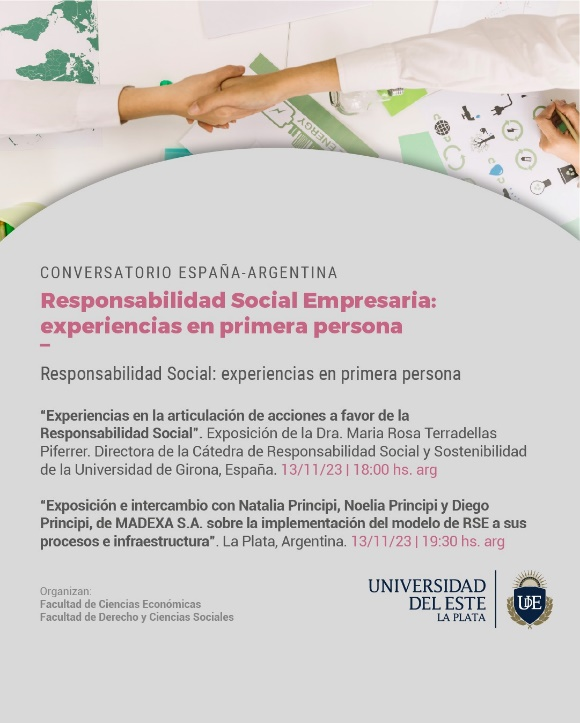 ENERGY
CONVERSATORIO ESPAÑA-ARGENTINA
Responsabilidad Social Empresaria:
experiencias en primera persona
Responsabilidad Social: experiencias en primera persona
“Experiencias en la articulación de acciones a favor de la
Responsabilidad Social”. Exposición de la Dra. Maria Rosa Terradellas
Piferrer. Directora de la Cátedra de Responsabilidad Social y Sostenibilidad
de la Universidad de Girona, España. 13/11/23 | 18:00 hs. arg
“Exposición e intercambio con Natalia Principi, Noelia Principi y Diego
Principi, de MADEXA S.A. sobre la implementación del modelo de RSE a sus
procesos e infraestructura”. La Plata, Argentina. 13/11/23 | 19:30 hs. arg
Organizan:
Facultad de Ciencias Económicas
Facultad de Derecho y Ciencias Sociales
UNIVERSIDAD
DEL ESTE
LA PLATA
UDE